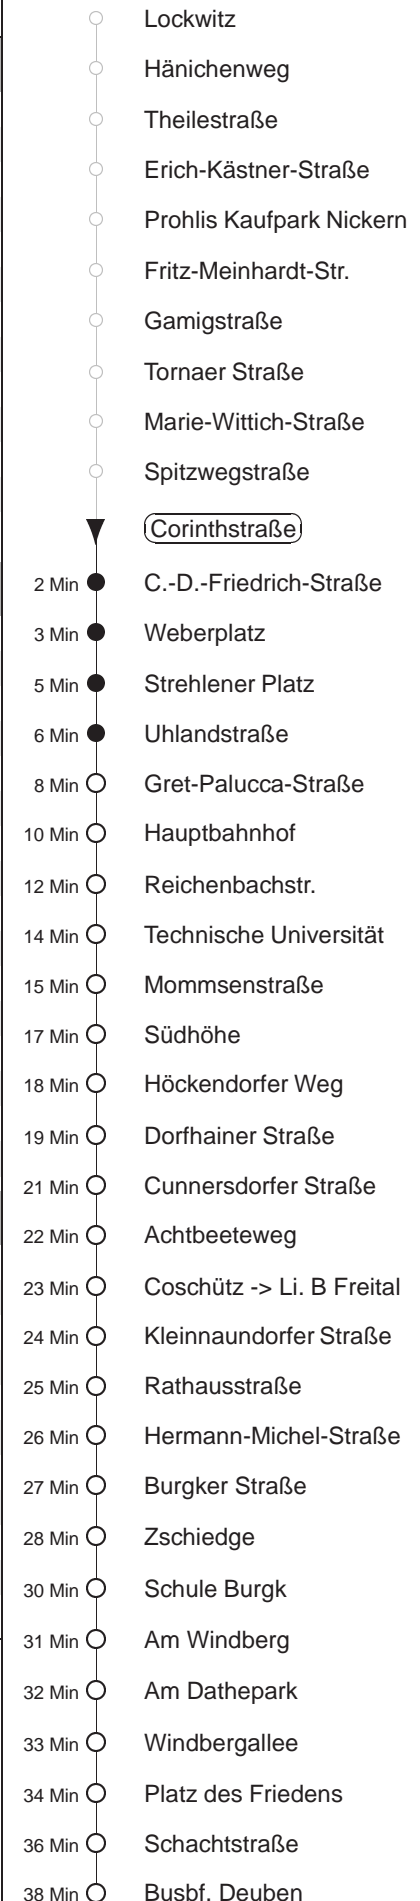 Lockwitz
Hänichenweg
Theilestraße
Erich-Kästner-Straße
Prohlis Kaufpark Nickern
Fritz-Meinhardt-Str.
Gamigstraße
Tornaer Straße
Marie-Wittich-Straße
Spitzwegstraße
Corinthstraße
2 Min C.-D.-Friedrich-Straße
3 Min Weberplatz
5 Min Strehlener Platz
6 Min Uhlandstraße
8 Min Gret-Palucca-Straße
10 Min Hauptbahnhof
12 Min Reichenbachstr.
14 Min Technische Universität
15 Min Mommsenstraße
17 Min Südhöhe
18 Min Höckendorfer Weg
19 Min Dorfhainer Straße
21 Min Cunnersdorfer Straße
22 Min Achtbeeteweg
23 Min Coschütz -> Li. B Freital
24 Min Kleinnaundorfer Straße
25 Min Rathausstraße
26 Min Hermann-Michel-Straße
27 Min Burgker Straße
28 Min Zschiedge
30 Min Schule Burgk
31 Min Am Windberg
32 Min Am Dathepark
33 Min Windbergallee
34 Min Platz des Friedens
36 Min Schachtstraße
38 Min Busbf. Deuben